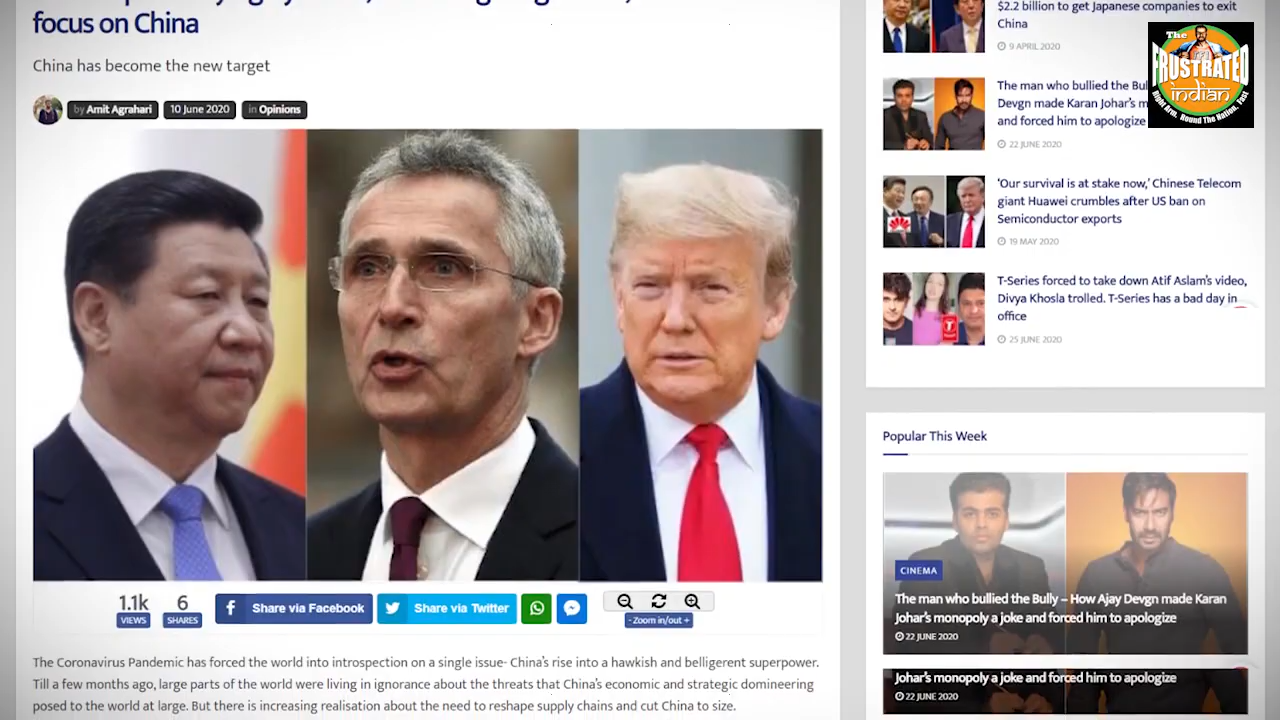 focus on China
China has become the new target
by Amit Agrahari
10 June 2020
in Opinions
1.1k
VIEWS
6
SHARES
Share via Facebook
Share via Twitter
- Zoom in/out +
The Coronavirus Pandemic has forced the world into introspection on a single issue- China's rise into a hawkish and belligerent superpower.
Till a few months ago, large parts of the world were living in ignorance about the threats that China's economic and strategic domineering
posed to the world at large. But there is increasing realisation about the need to reshape supply chains and cut China to size.
$2.2 billion to get Japanese companies to exit
China
9 APRIL 2020
The man who bullied the Bul
Devgn made Karan Johar's m
and forced him to apologize
22 JUNE 2020
'Our survival is at stake now,' Chinese Telecom
giant Huawei crumbles after US ban on
Semiconductor exports
19 MAY 2020
T-Series forced to take down Atif Aslam's video,
Divya Khosla trolled. T-Series has a bad day in
office
25 JUNE 2020
Popular This Week
CINEMA
The man who bullied the Bully – How Ajay Devgn made Karan
Johar's monopoly a joke and forced him to apologize
22 JUNE 2020
Johar's monopoly a joke and forced him to apologize
22 JUNE 2020
The
FRUSTRATED
indian
Right Arm. Round The Nation. Fast